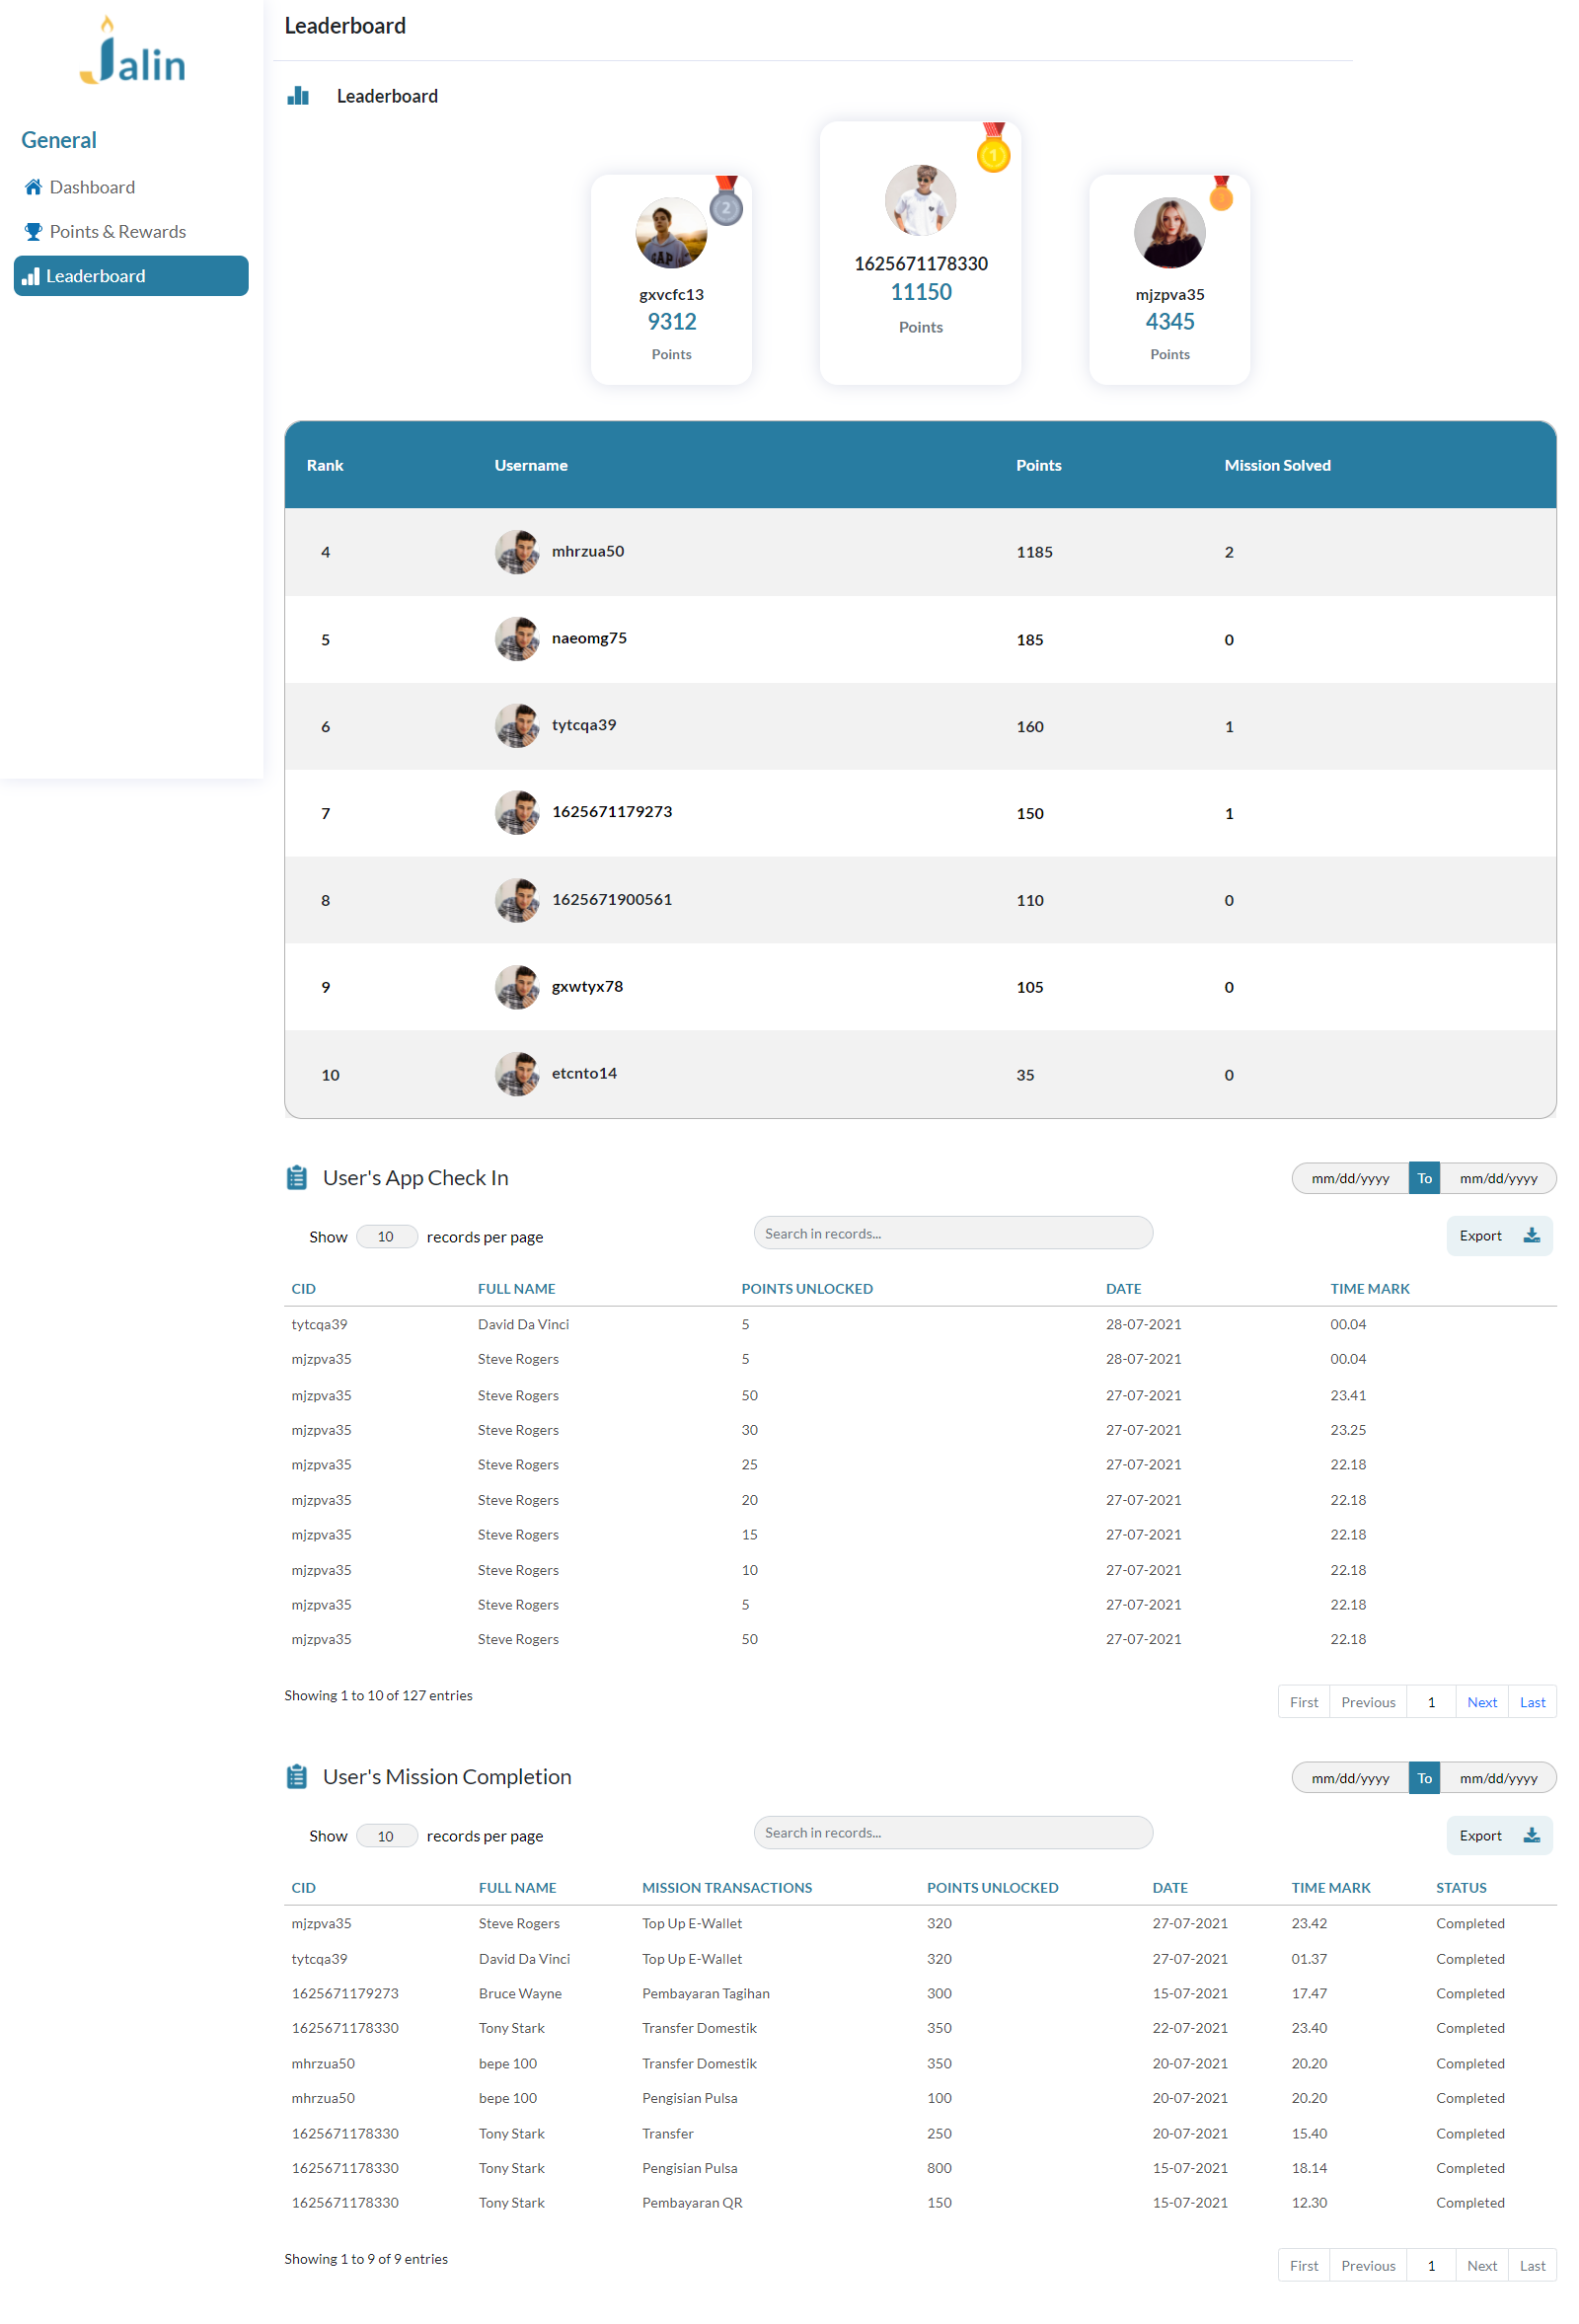 Jalin
General
Dashboard
Points & Rewards
Leaderboard
Leaderboard
Leaderboard
2
gxvcfc13
9312
Points
1
1625671178330
11150
Points
3
mjzpva35
4345
Points
Rank Username Points Mission Solved
4 mhrzua50 1185 2
5 naeomg75 185 0
6 tytcqa39 160 1
7 1625671179273 150 1
8 1625671900561 110 0
9 gxwtyx78 105 0
10 etcnto14 35 0
User's App Check In mm/dd/yyyy To mm/dd/yyyy
Show 10 records per page Search in records... Export
CID FULL NAME POINTS UNLOCKED DATE TIME MARK
tytcqa39 David Da Vinci 5 28-07-2021 00.04
mjzpva35 Steve Rogers 5 28-07-2021 00.04
mjzpva35 Steve Rogers 50 27-07-2021 23.41
mjzpva35 Steve Rogers 30 27-07-2021 23.25
mjzpva35 Steve Rogers 25 27-07-2021 22.18
mjzpva35 Steve Rogers 20 27-07-2021 22.18
mjzpva35 Steve Rogers 15 27-07-2021 22.18
mjzpva35 Steve Rogers 10 27-07-2021 22.18
mjzpva35 Steve Rogers 5 27-07-2021 22.18
mjzpva35 Steve Rogers 50 27-07-2021 22.18
Showing 1 to 10 of 127 entries First Previous 1 Next Last
User's Mission Completion mm/dd/yyyy To mm/dd/yyyy
Show 10 records per page Search in records... Export
CID FULL NAME MISSION TRANSACTIONS POINTS UNLOCKED DATE TIME MARK STATUS
mjzpva35 Steve Rogers Top Up E-Wallet 320 27-07-2021 23.42 Completed
tytcqa39 David Da Vinci Top Up E-Wallet 320 27-07-2021 01.37 Completed
1625671179273 Bruce Wayne Pembayaran Tagihan 300 15-07-2021 17.47 Completed
1625671178330 Tony Stark Transfer Domestik 350 22-07-2021 23.40 Completed
mhrzua50 bepe 100 Transfer Domestik 350 20-07-2021 20.20 Completed
mhrzua50 bepe 100 Pengisian Pulsa 100 20-07-2021 20.20 Completed
1625671178330 Tony Stark Transfer 250 20-07-2021 15.40 Completed
1625671178330 Tony Stark Pengisian Pulsa 800 15-07-2021 18.14 Completed
1625671178330 Tony Stark Pembayaran QR 150 15-07-2021 12.30 Completed
Showing 1 to 9 of 9 entries First Previous 1 Next Last